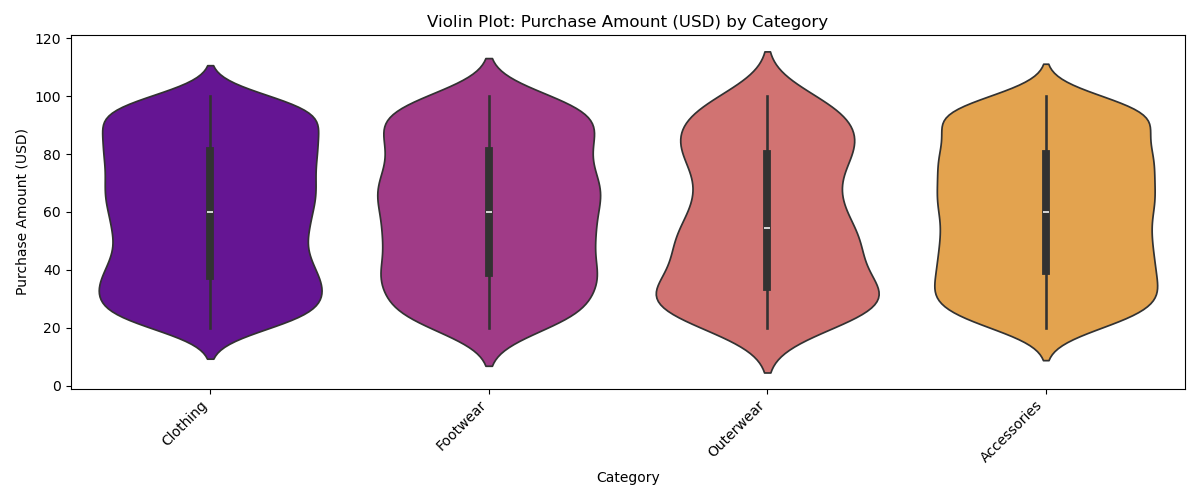 Violin Plot: Purchase Amount (USD) by Category
Purchase Amount (USD)
120
100
80
60
40
20
0
Clothing
Footwear
Outerwear
Accessories
Category